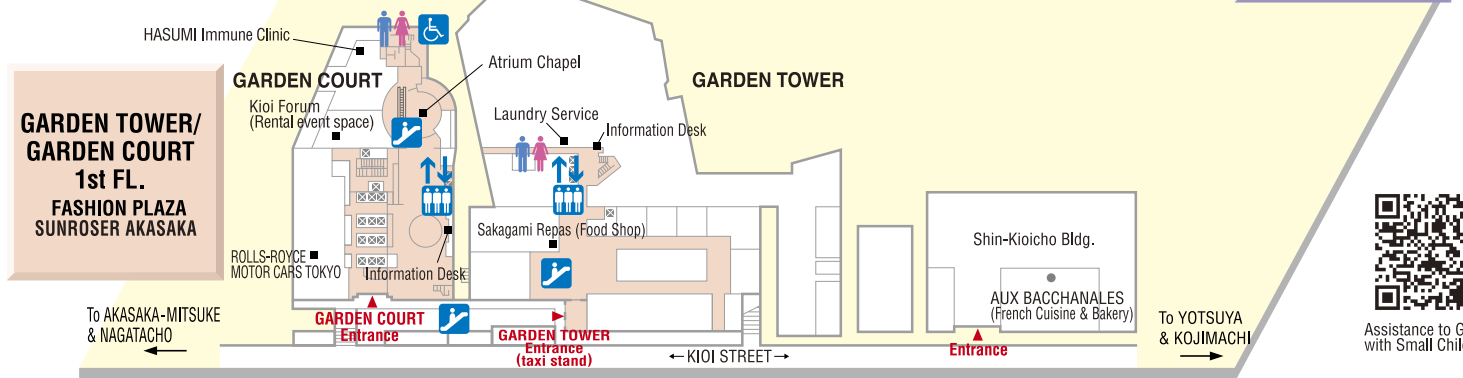 GARDEN TOWER/
GARDEN COURT
1st FL.
FASHION PLAZA
SUNROSER AKASAKA
HASUMI Immune Clinic
GARDEN COURT
Kioi Forum
(Rental event space)
Atrium Chapel
GARDEN TOWER
Laundry Service
Information Desk
Sakagami Repas (Food Shop)
ROLLS-ROYCE
MOTOR CARS TOKYO
Information Desk
Shin-Kioicho Bldg.
AUX BACCHANALES
(French Cuisine & Bakery)
To AKASAKA-MITSUKE
& NAGATACHO
GARDEN COURT
Entrance
GARDEN TOWER
Entrance
(taxi stand)
←KIOI STREET→
Entrance
To YOTSUYA
& KOJIMACHI
Assistance to G
with Small Chil